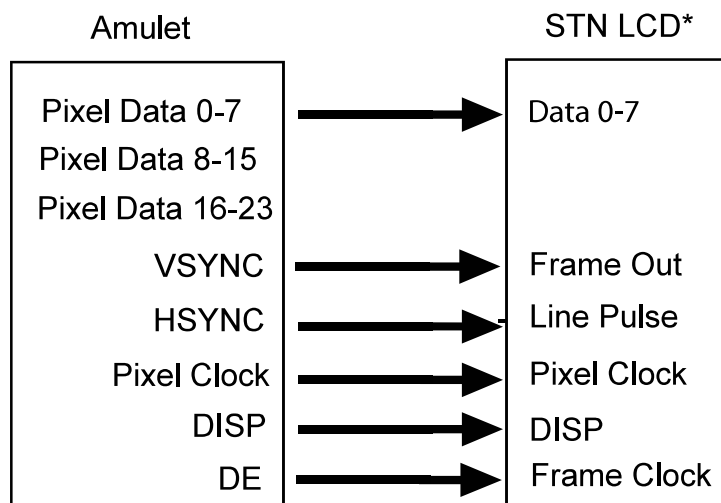 Amulet
STN LCD*
Pixel Data 0-7
Data 0-7
Pixel Data 8-15
Pixel Data 16-23
VSYNC
Frame Out
HSYNC
Line Pulse
Pixel Clock
Pixel Clock
DISP
DISP
DE
Frame Clock